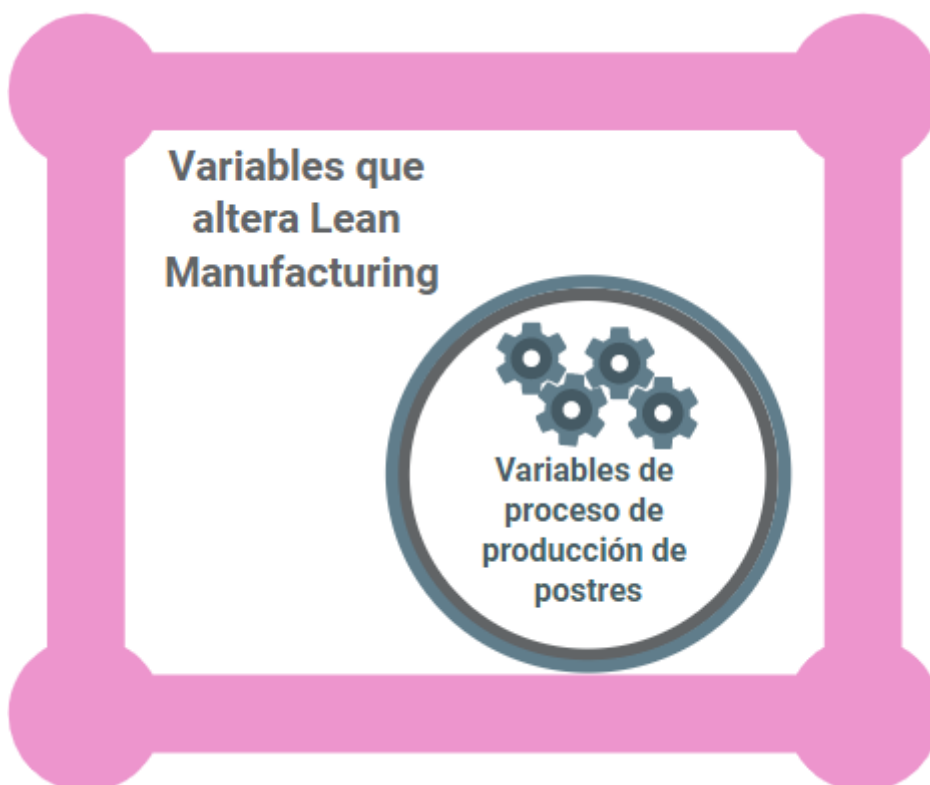 Variables que
altera Lean
Manufacturing
Variables de
proceso de
producción de
postres